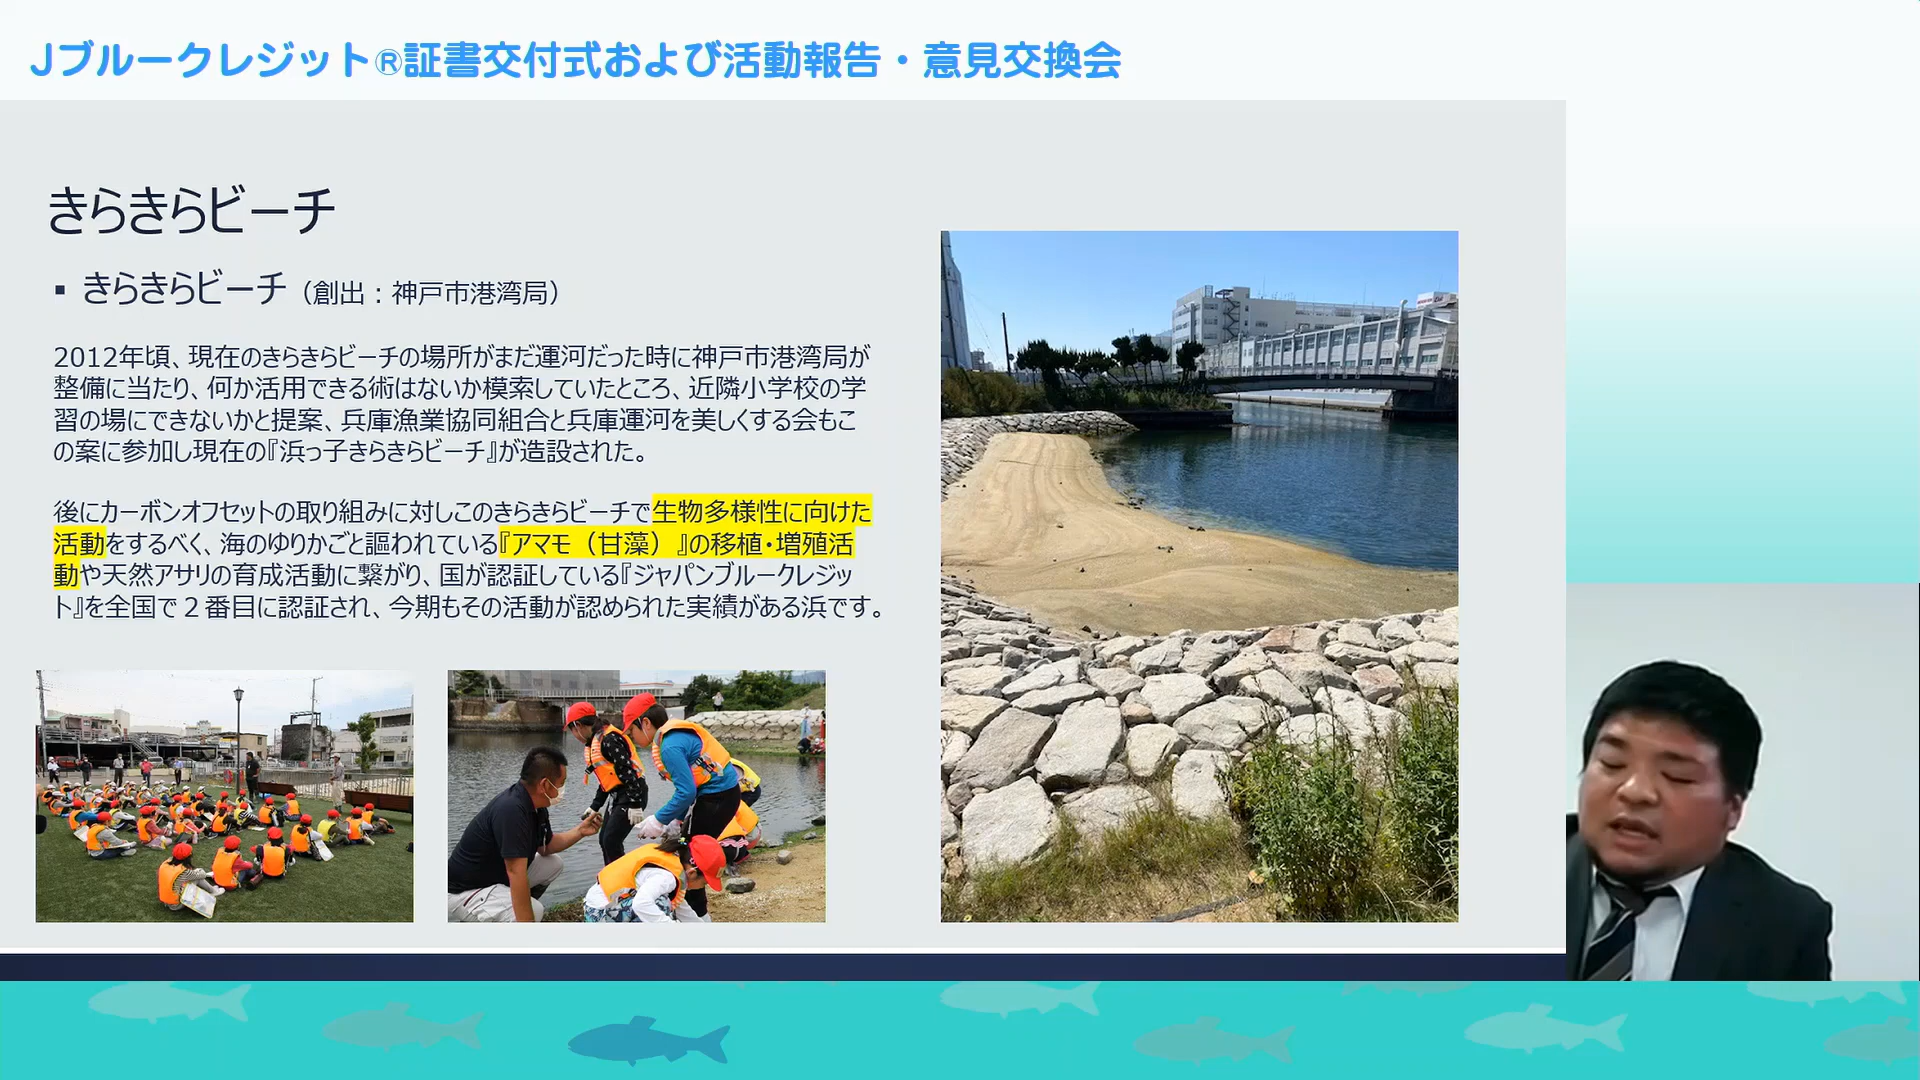 Jブルークレジット®証書交付式および活動報告・意見交換会
きらきらビーチ
▪ きらきらビーチ（創出：神戸市港湾局）
2012年頃、現在のきらきらビーチの場所がまだ運河だった時に神戸市港湾局が
整備に当たり、何か活用できる術はないか模索していたところ、近隣小学校の学
習の場にできないかと提案、兵庫漁業協同組合と兵庫運河を美しくする会もこ
の案に参加し現在の『浜っ子きらきらビーチ』が造設された。
後にカーボンオフセットの取り組みに対しこのきらきらビーチで生物多様性に向けた
活動をするべく、海のゆりかごと謳われている『アマモ（甘藻）』の移植・増殖活
動や天然アサリの育成活動に繋がり、国が認証している『ジャパンブルークレジッ
ト』を全国で２番目に認証され、今期もその活動が認められた実績がある浜です。